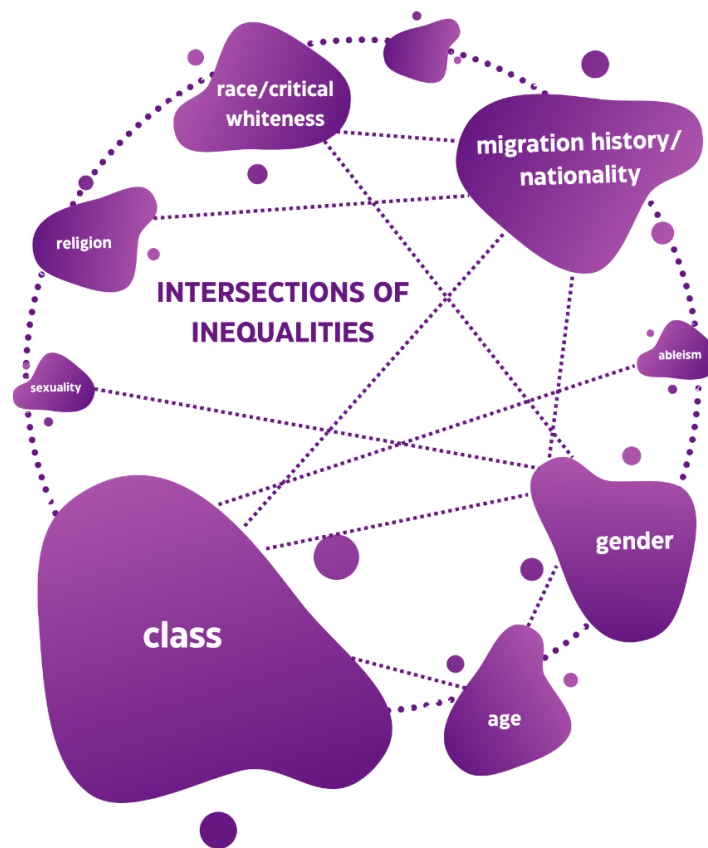 race/critical
whiteness
migration history/
nationality
religion
INTERSECTIONS OF
INEQUALITIES
ableism
sexuality
gender
class
age